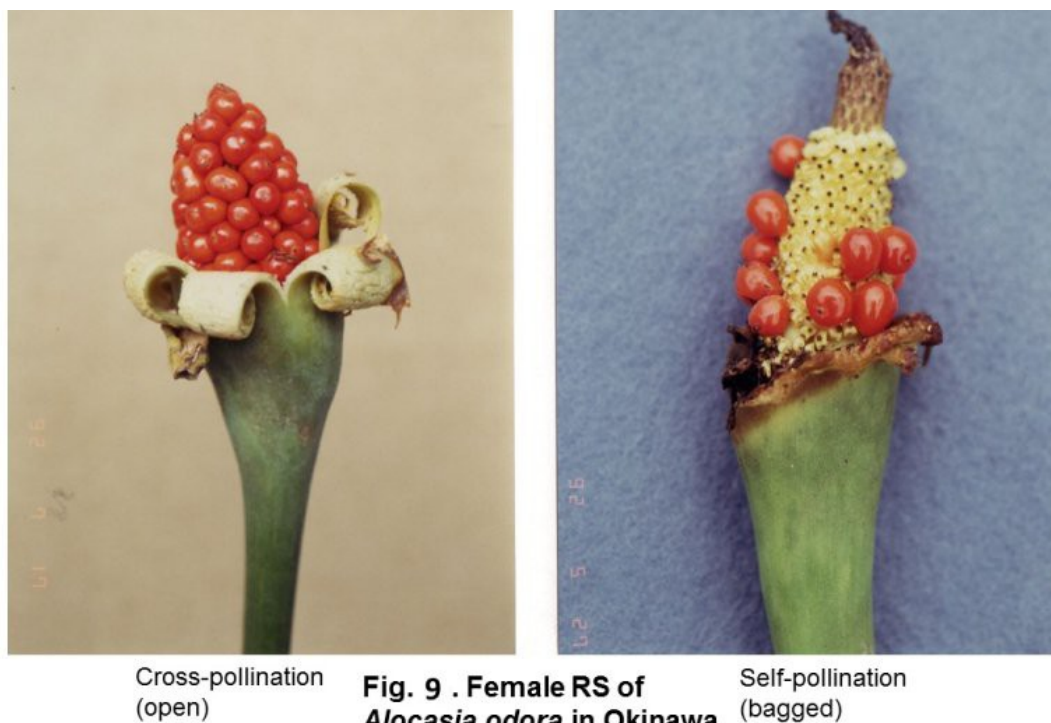 Cross-pollination
(open)
Fig. 9 . Female RS of
Alocasia odora in Okinawa
Self-pollination
(bagged)